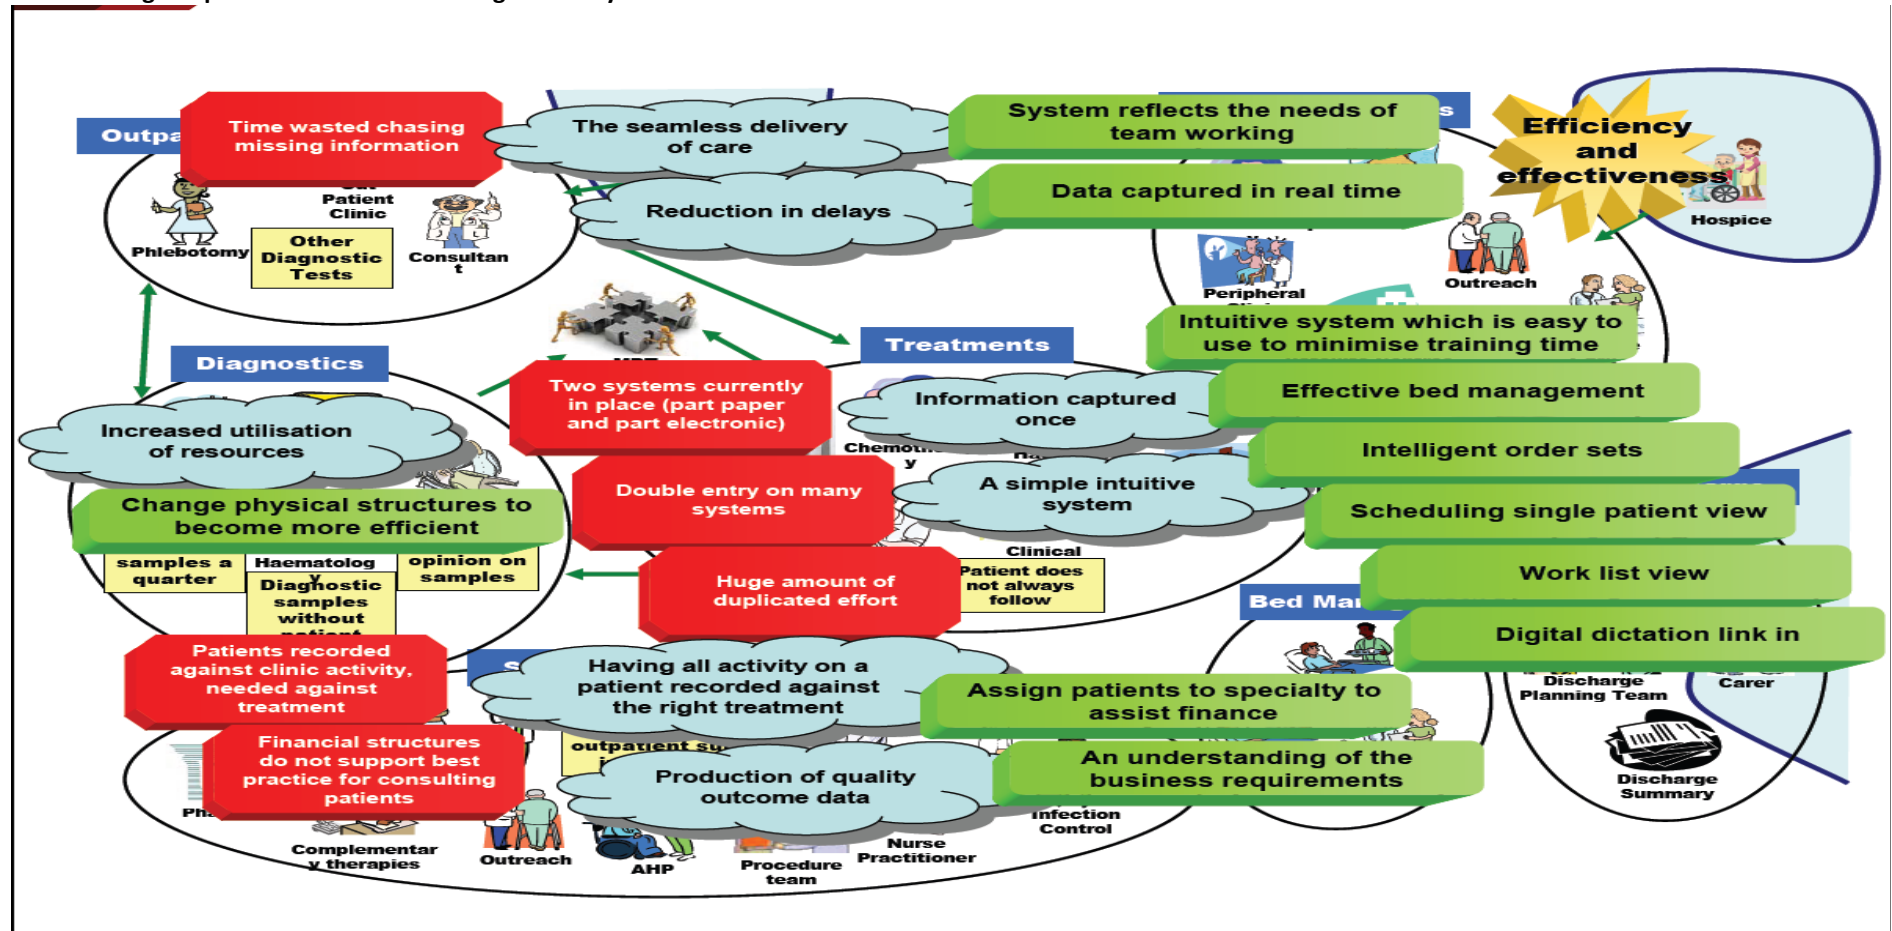 Time wasted chasing
missing information
The seamless delivery
of care
System reflects the needs of
team working
Efficiency
and
effectiveness
Reduction in delays
Data captured in real time
Patient
Clinic
Phlebotomy
Other
Diagnostic
Tests
Consultan
t
Hospice
Outreach
Peripheral
Intuitive system which is easy to
use to minimise training time
Treatments
Diagnostics
Two systems currently
in place (part paper
and part electronic)
Information captured
once
Effective bed management
Increased utilisation
of resources
y
Intelligent order sets
Double entry on many
systems
A simple intuitive
system
Scheduling single patient view
Change physical structures to
become more efficient
Clinical
samples a
quarter
Haematolog
y
opinion on
samples
Diagnostic
samples
without
Huge amount of
duplicated effort
Patient does
not always
follow
Work list view
Bed
Digital dictation link in
Patients recorded
against clinic activity,
needed against
treatment
Having all activity on a
patient recorded against
the right treatment
Assign patients to specialty to
assist finance
Discharge
Planning Team
Carer
Financial structures
do not support best
practice for consulting
patients
outpatient
Production of quality
outcome data
An understanding of the
business requirements
Discharge
Summary
Infection
Control
Complementar
y therapies
Outreach
AHP
Procedure
team
Nurse
Practitioner